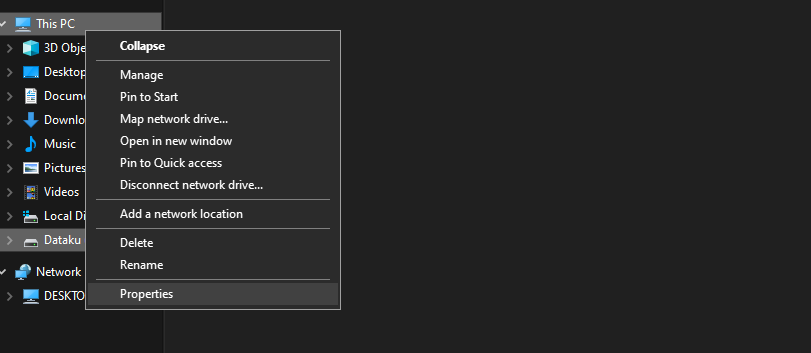 This PC
3D Obje
Desktop
Docume
Downlo
Music
Pictures
Videos
Local Di
Dataku
Network
DESKTO
Collapse
Manage
Pin to Start
Map network drive...
Open in new window
Pin to Quick access
Disconnect network drive...
Add a network location
Delete
Rename
Properties